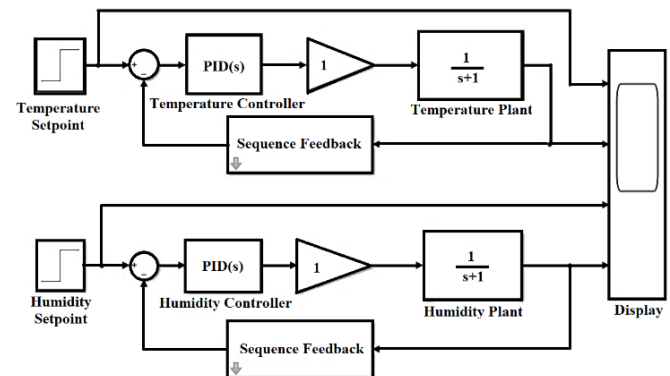 +
−
PID(s)
1
1
s+1
Temperature
Setpoint
Temperature Controller
Temperature Plant
Sequence Feedback
+
−
PID(s)
1
1
s+1
Humidity
Setpoint
Humidity Controller
Humidity Plant
Display
Sequence Feedback